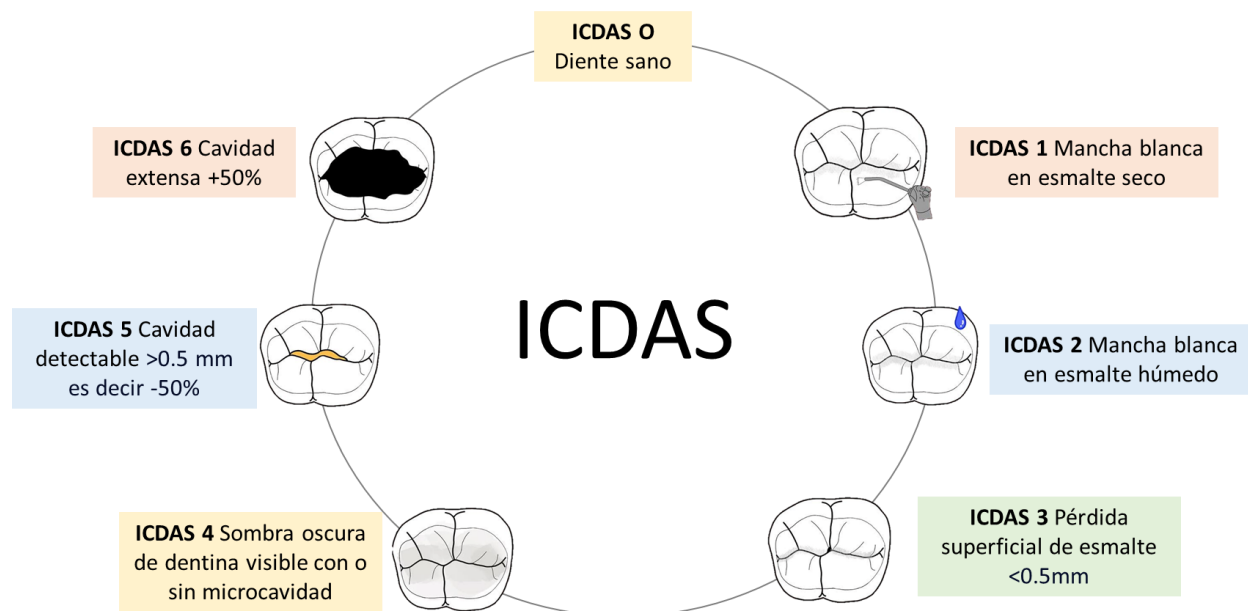 ICDAS O
Diente sano
ICDAS 1 Mancha blanca
en esmalte seco
ICDAS 2 Mancha blanca
en esmalte húmedo
ICDAS 3 Pérdida
superficial de esmalte
<0.5mm
ICDAS 4 Sombra oscura
de dentina visible con o
sin microcavidad
ICDAS 5 Cavidad
detectable >0.5 mm
es decir -50%
ICDAS 6 Cavidad
extensa +50%
ICDAS